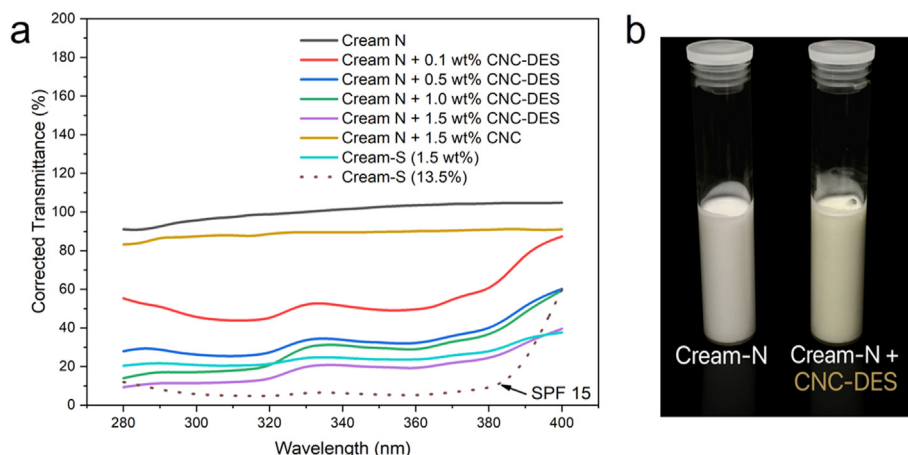 a
b
200
180
160
140
120
100
80
60
40
20
0
Corrected Transmittance (%)
Cream N
Cream N + 0.1 wt% CNC-DES
Cream N + 0.5 wt% CNC-DES
Cream N + 1.0 wt% CNC-DES
Cream N + 1.5 wt% CNC-DES
Cream N + 1.5 wt% CNC
Cream-S (1.5 wt%)
Cream-S (13.5%)
SPF 15
280
300
320
340
360
380
400
Wavelength (nm)
Cream-N
Cream-N +
CNC-DES